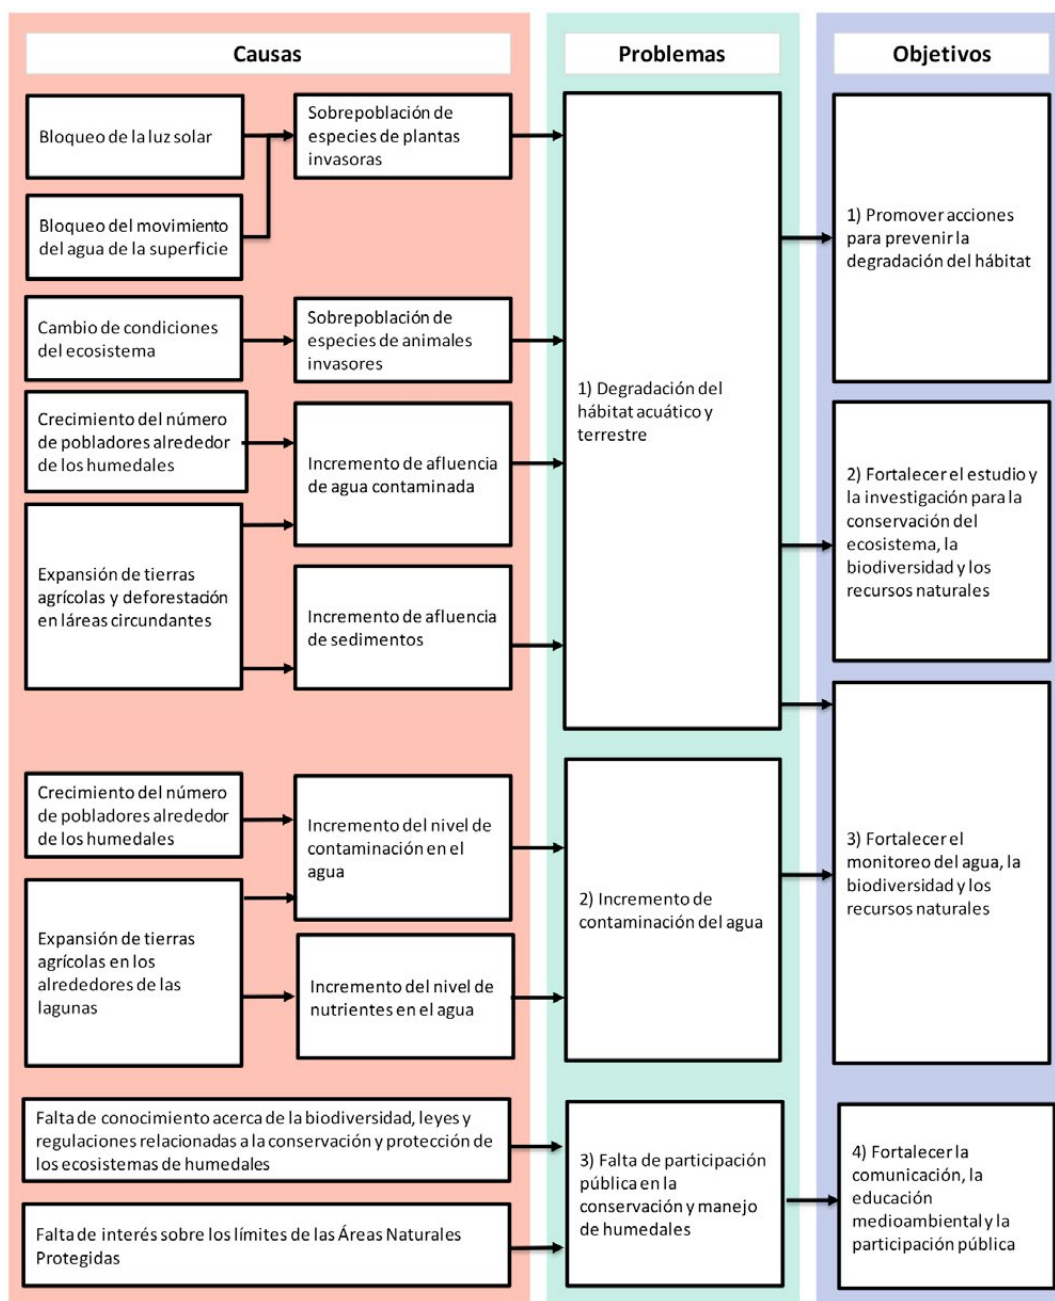 Causas
Problemas
Objetivos
Bloqueo de la luz solar
Sobrepoblación de
especies de plantas
invasoras
Bloqueo del movimiento
del agua de la superficie
Cambio de condiciones
del ecosistema
Sobrepoblación de
especies de animales
invasores
Crecimiento del número
de pobladores alrededor
de los humedales
Incremento de afluencia
de agua contaminada
Expansión de tierras
agrícolas y deforestación
en láreas circundantes
Incremento de afluencia
de sedimentos
1) Degradación del
hábitat acuático y
terrestre
1) Promover acciones
para prevenir la
degradación del hábitat
2) Fortalecer el estudio y
la investigación para la
conservación del
ecosistema, la
biodiversidad y los
recursos naturales
Crecimiento del número
de pobladores alrededor
de los humedales
Incremento del nivel de
contaminación en el
agua
Expansión de tierras
agrícolas en los
alrededores de las
lagunas
Incremento del nivel de
nutrientes en el agua
2) Incremento de
contaminación del agua
3) Fortalecer el
monitoreo del agua, la
biodiversidad y los
recursos naturales
Falta de conocimiento acerca de la biodiversidad, leyes y
regulaciones relacionadas a la conservación y protección de
los ecosistemas de humedales
Falta de interés sobre los límites de las Áreas Naturales
Protegidas
3) Falta de participación
pública en la
conservación y manejo
de humedales
4) Fortalecer la
comunicación, la
educación
medioambiental y la
participación pública